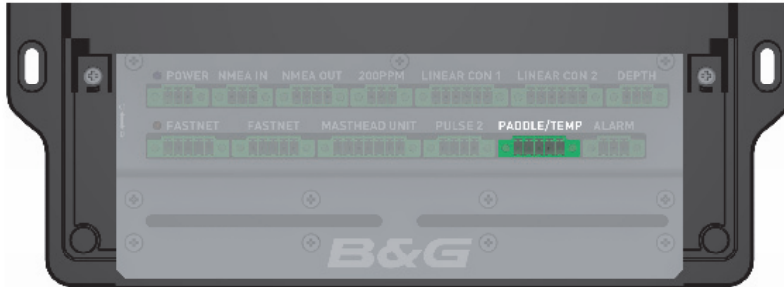 POWER NMEA IN NMEA OUT 200PPM LINEAR CON 1 LINEAR CON 2 DEPTH
FASTNET FASTNET MASTHEAD UNIT PULSE 2 PADDLE/TEMP ALARM
B&G